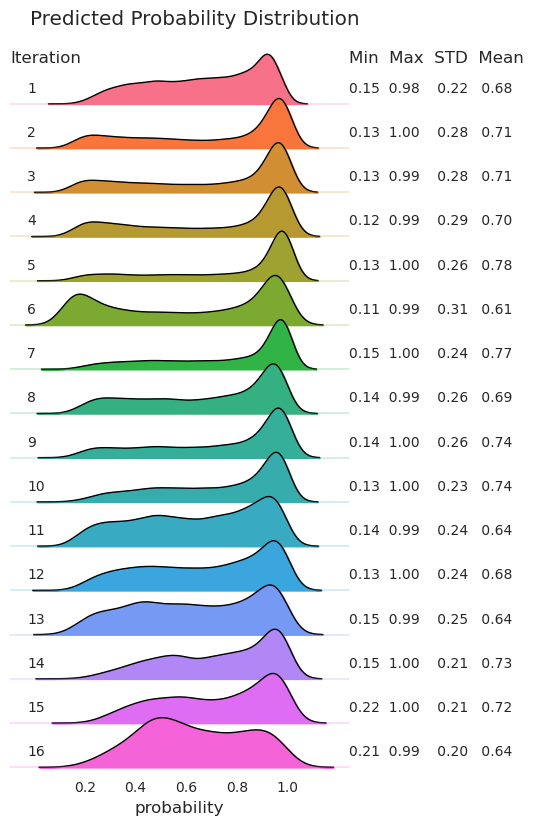 Predicted Probability Distribution
Iteration Min Max STD Mean
1 0.15 0.98 0.22 0.68
2 0.13 1.00 0.28 0.71
3 0.13 0.99 0.28 0.71
4 0.12 0.99 0.29 0.70
5 0.13 1.00 0.26 0.78
6 0.11 0.99 0.31 0.61
7 0.15 1.00 0.24 0.77
8 0.14 0.99 0.26 0.69
9 0.14 1.00 0.26 0.74
10 0.13 1.00 0.23 0.74
11 0.14 0.99 0.24 0.64
12 0.13 1.00 0.24 0.68
13 0.15 0.99 0.25 0.64
14 0.15 1.00 0.21 0.73
15 0.22 1.00 0.21 0.72
16 0.21 0.99 0.20 0.64
0.2 0.4 0.6 0.8 1.0
probability